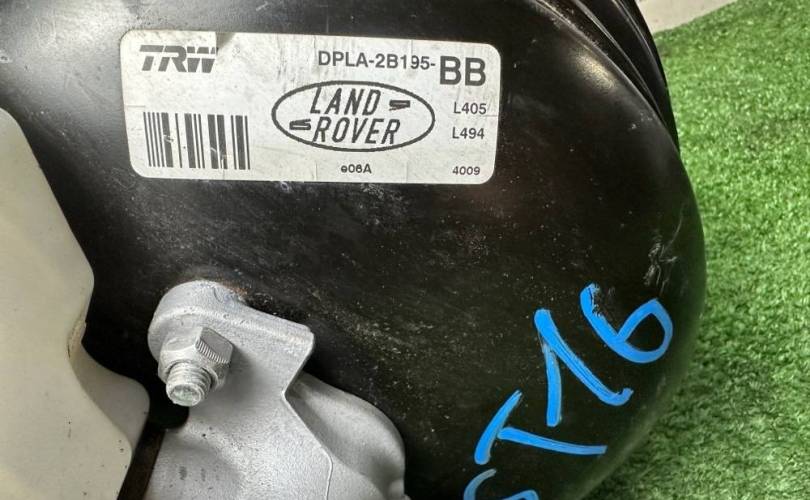 TRW
DPLA-2B195-BB
LAND
ROVER
L405
L494
e06A
4009
ST16